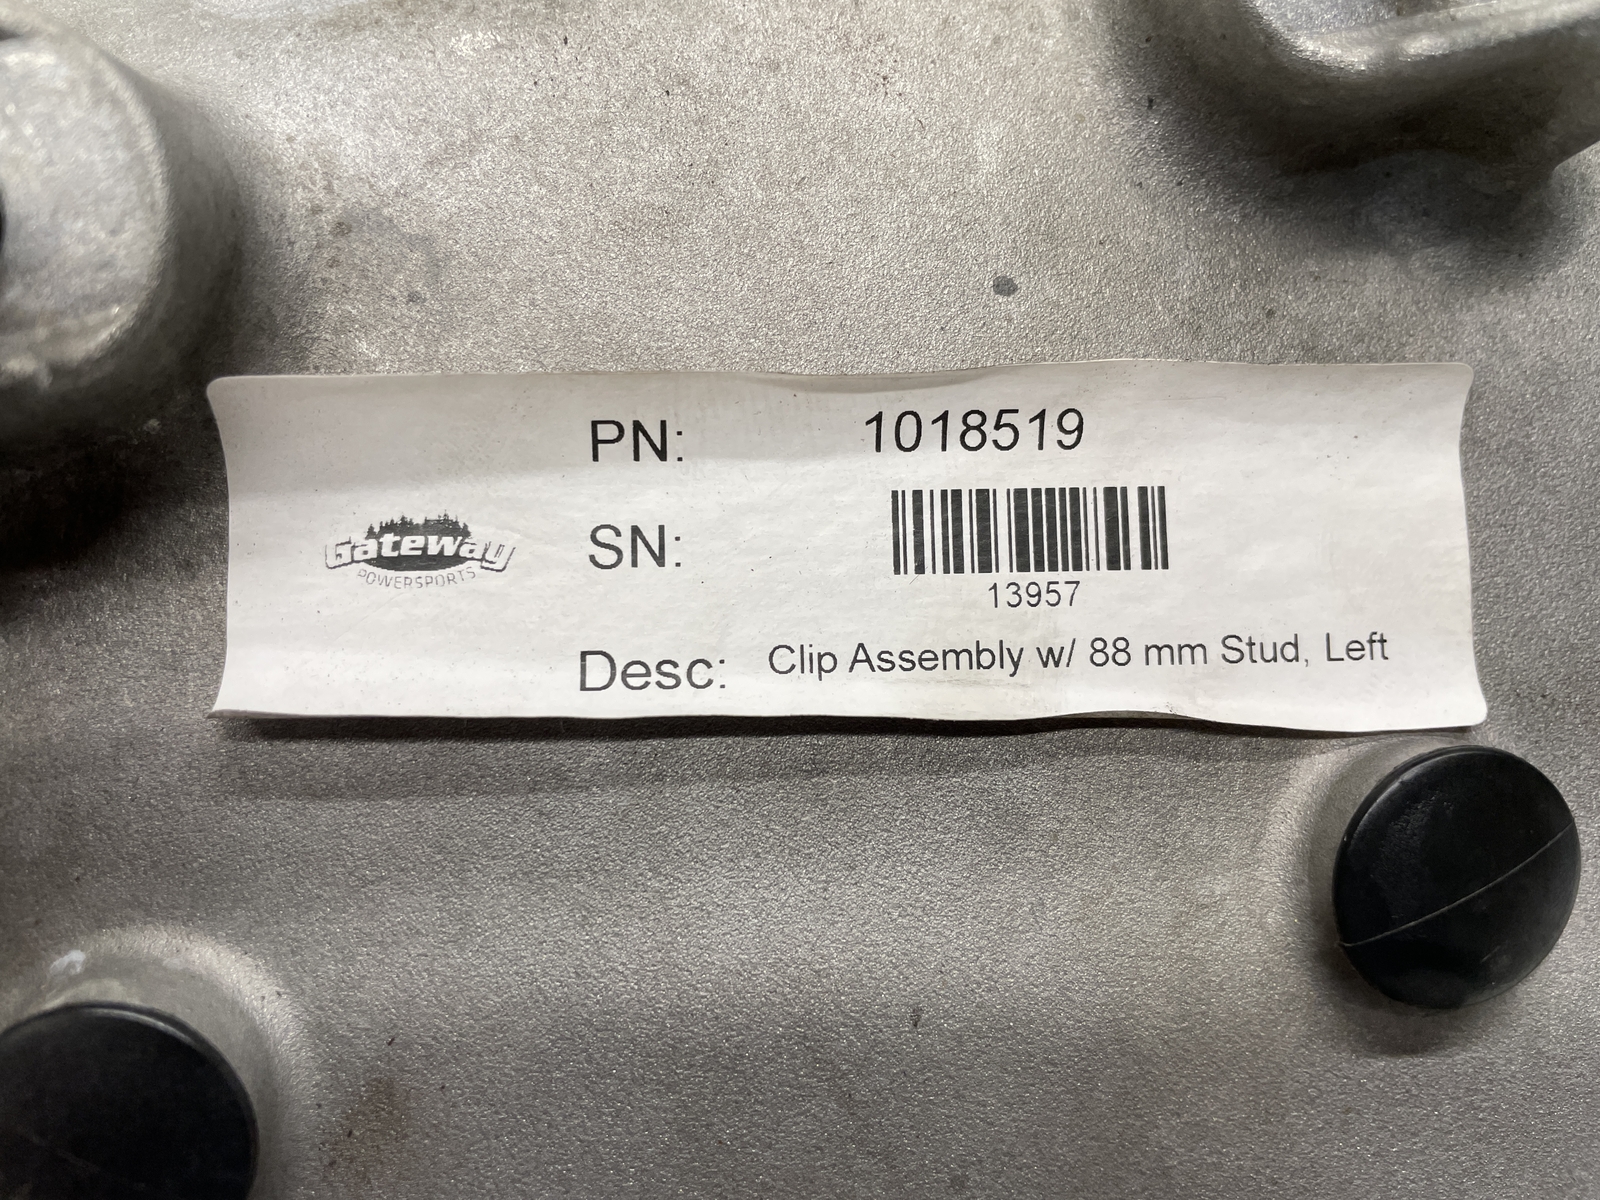 PN: 1018519
Gateway
POWERSPORTS
SN:
13957
Desc: Clip Assembly w/ 88 mm Stud, Left